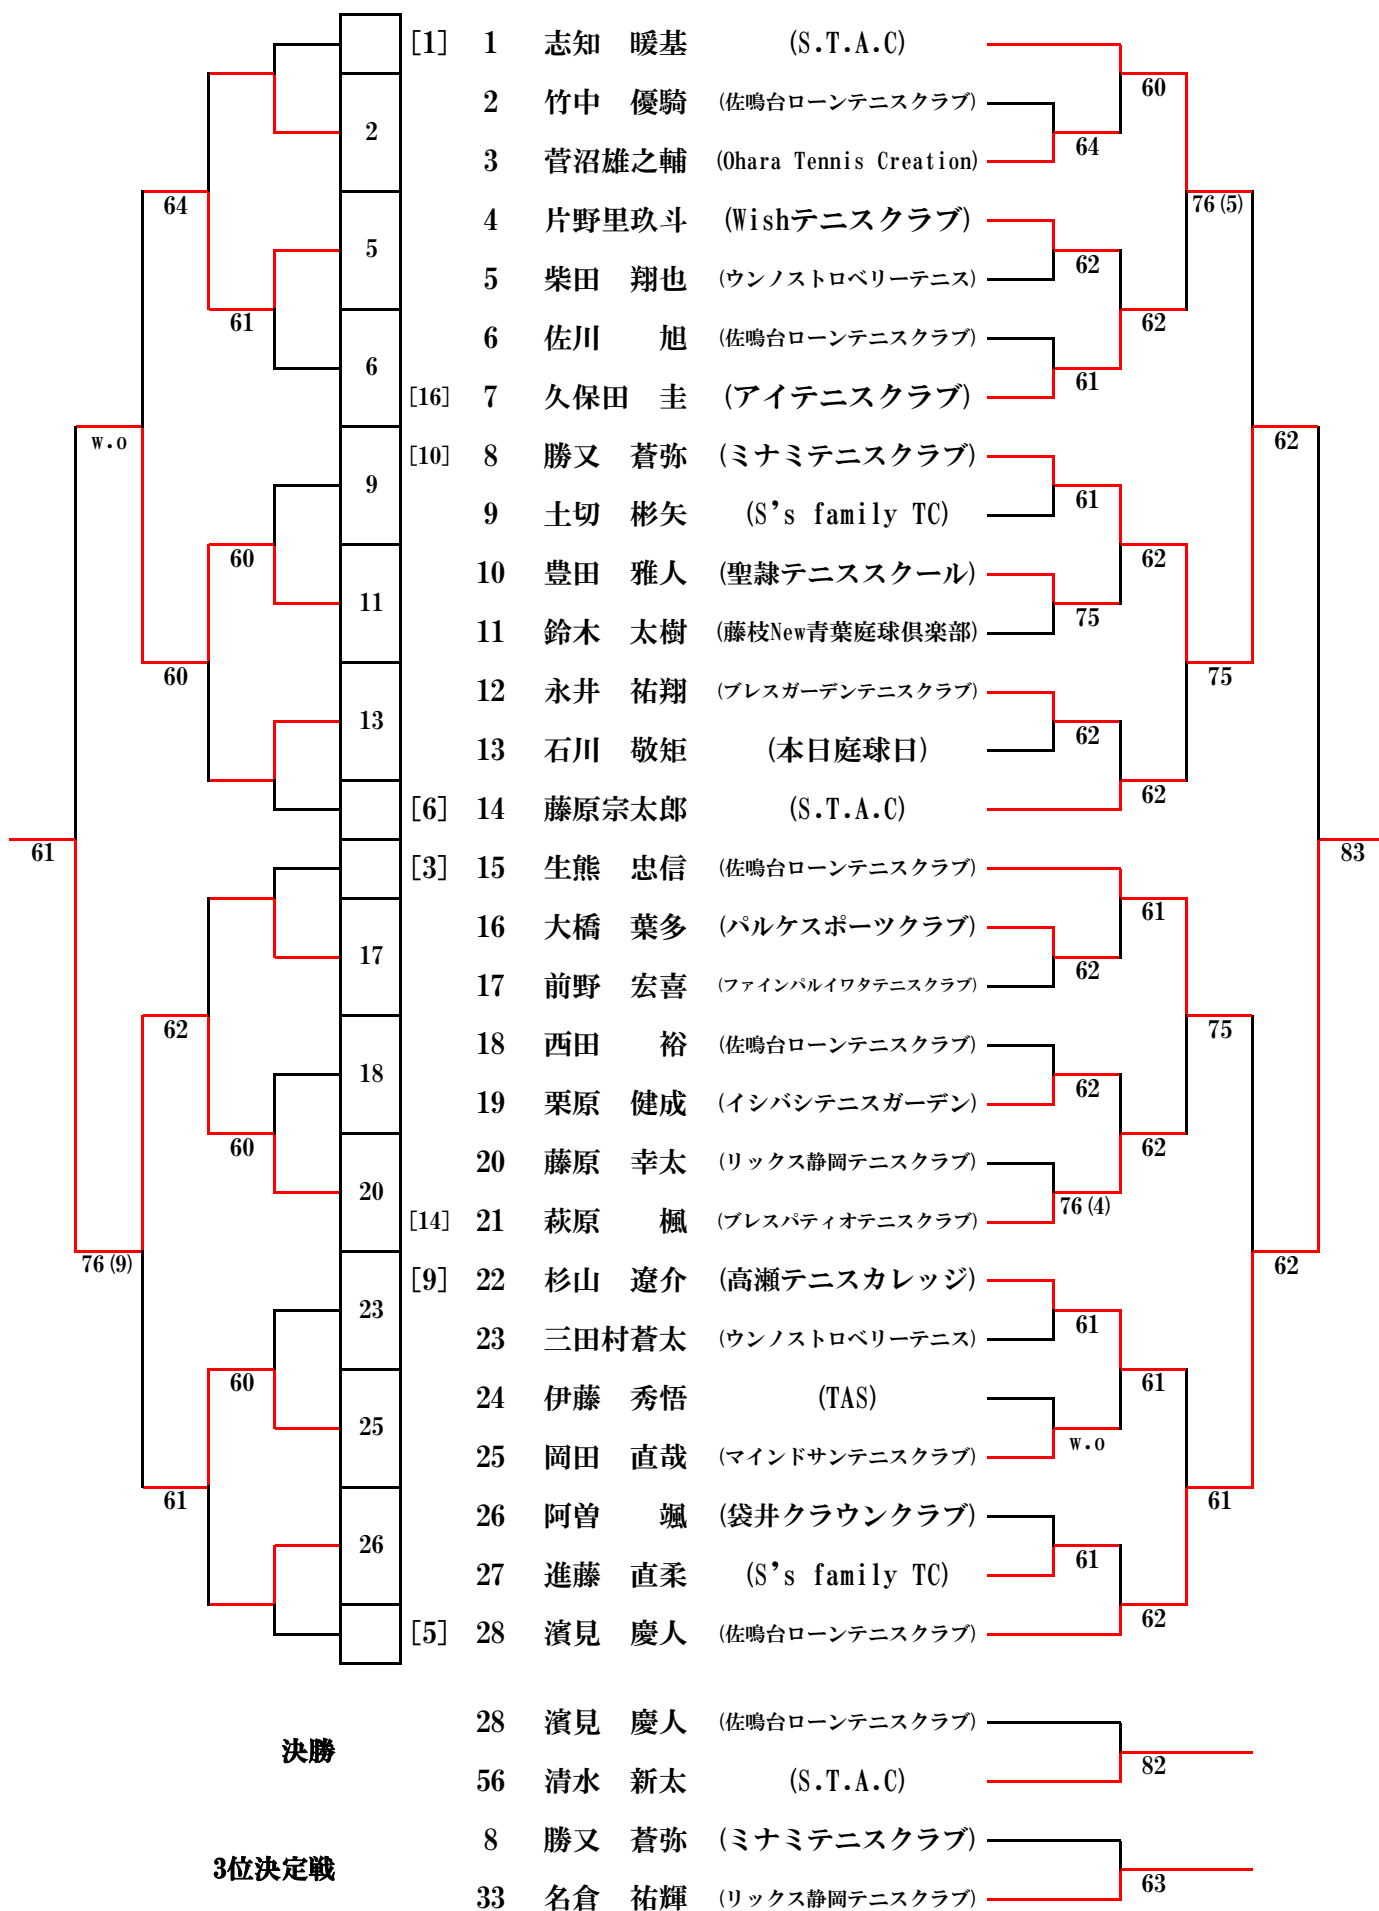 [1] 1 志知 暖基 (S.T.A.C)
60
2 竹中 優騎 (佐鳴台ローンテニスクラブ)
2
64
3 菅沼雄之輔 (Ohara Tennis Creation)
64
76(5)
4 片野里玖斗 (Wishテニスクラブ)
5
62
5 柴田 翔也 (ウンノストロベリーテニス)
61
62
6 佐川 旭 (佐鳴台ローンテニスクラブ)
6
61
[16] 7 久保田 圭 (アイテニスクラブ)
w.o
62
[10] 8 勝又 蒼弥 (ミナミテニスクラブ)
9
61
9 土切 彬矢 (S's family TC)
60
62
10 豊田 雅人 (聖隷テニススクール)
11
75
11 鈴木 太樹 (藤枝New青葉庭球倶楽部)
60
75
12 永井 祐翔 (ブレスガーデンテニスクラブ)
13
62
13 石川 敬矩 (本日庭球日)
62
[6] 14 藤原宗太郎 (S.T.A.C)
61
83
[3] 15 生熊 忠信 (佐鳴台ローンテニスクラブ)
61
16 大橋 葉多 (パルケスポーツクラブ)
17
62
17 前野 宏喜 (ファインパルイワタテニスクラブ)
62
75
18 西田 裕 (佐鳴台ローンテニスクラブ)
18
62
19 栗原 健成 (イシバシテニスガーデン)
60
62
20 藤原 幸太 (リックス静岡テニスクラブ)
20
76(4)
[14] 21 萩原 楓 (ブレスパティオテニスクラブ)
76(9)
62
[9] 22 杉山 遼介 (高瀬テニスカレッジ)
23
61
23 三田村蒼太 (ウンノストロベリーテニス)
60
61
24 伊藤 秀悟 (TAS)
25
w.o
25 岡田 直哉 (マインドサンテニスクラブ)
61
61
26 阿曽 颯 (袋井クラウンクラブ)
26
61
27 進藤 直柔 (S's family TC)
62
[5] 28 濱見 慶人 (佐鳴台ローンテニスクラブ)
28 濱見 慶人 (佐鳴台ローンテニスクラブ)
決勝
82
56 清水 新太 (S.T.A.C)
8 勝又 蒼弥 (ミナミテニスクラブ)
3位決定戦
63
33 名倉 祐輝 (リックス静岡テニスクラブ)